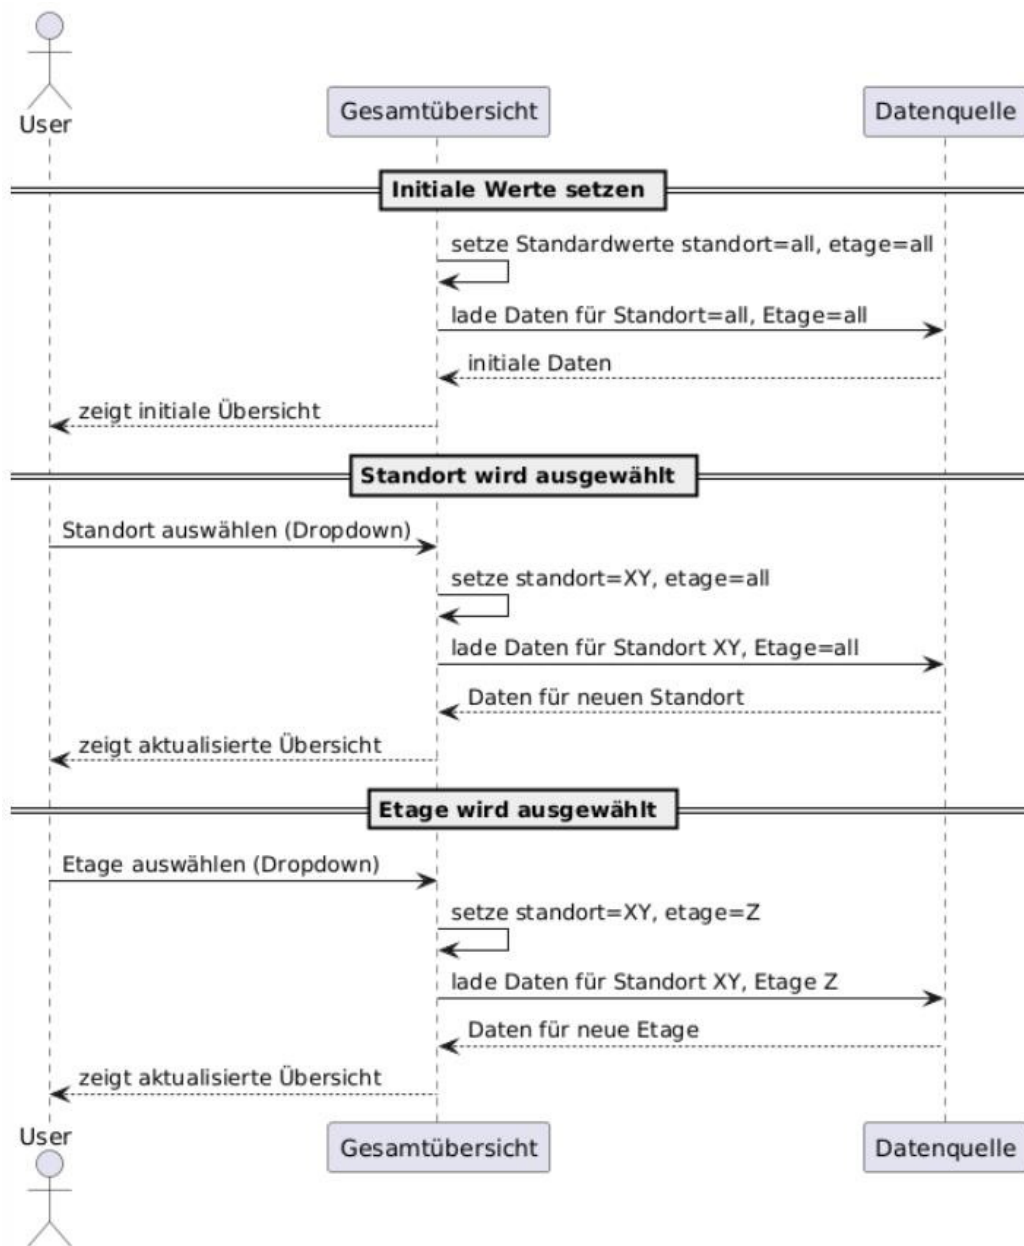 User
Gesamtübersicht
Datenquelle
Initiale Werte setzen
setze Standardwerte standort=all, etage=all
lade Daten für Standort=all, Etage=all
initiale Daten
zeigt initiale Übersicht
Standort wird ausgewählt
Standort auswählen (Dropdown)
setze standort=XY, etage=all
lade Daten für Standort XY, Etage=all
Daten für neuen Standort
zeigt aktualisierte Übersicht
Etage wird ausgewählt
Etage auswählen (Dropdown)
setze standort=XY, etage=Z
lade Daten für Standort XY, Etage Z
Daten für neue Etage
zeigt aktualisierte Übersicht
User
Gesamtübersicht
Datenquelle